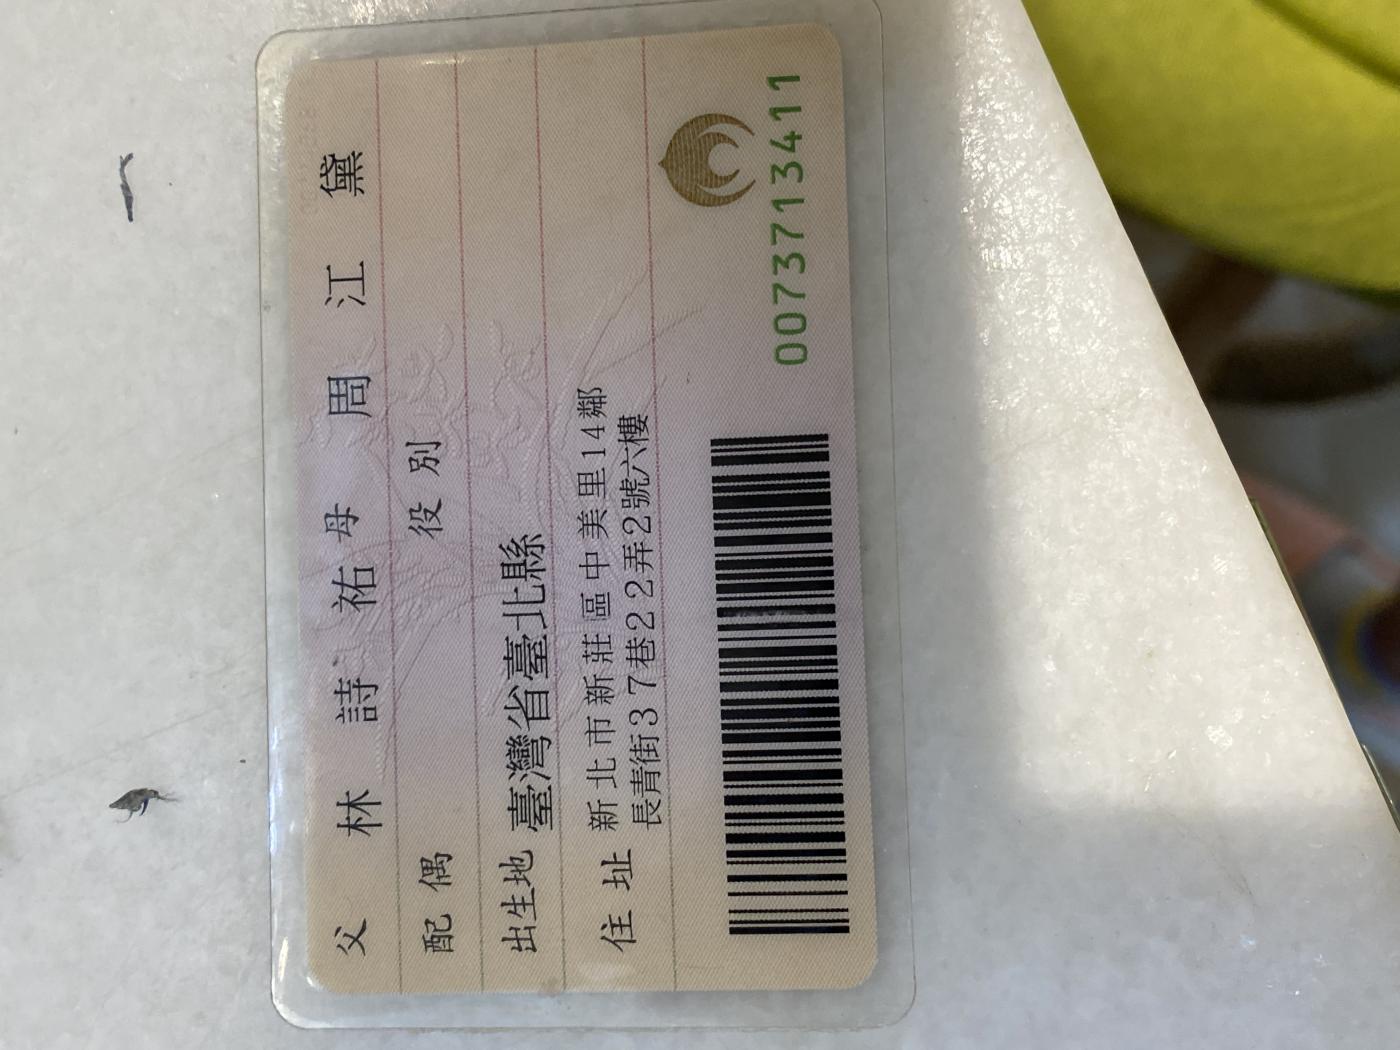 父 林 詩 祐 母 周 江 黛
配偶 役別
出生地 臺灣省臺北縣
住址 新北市新莊區中美里14鄰
長青街37巷22弄2號六樓
0073713411